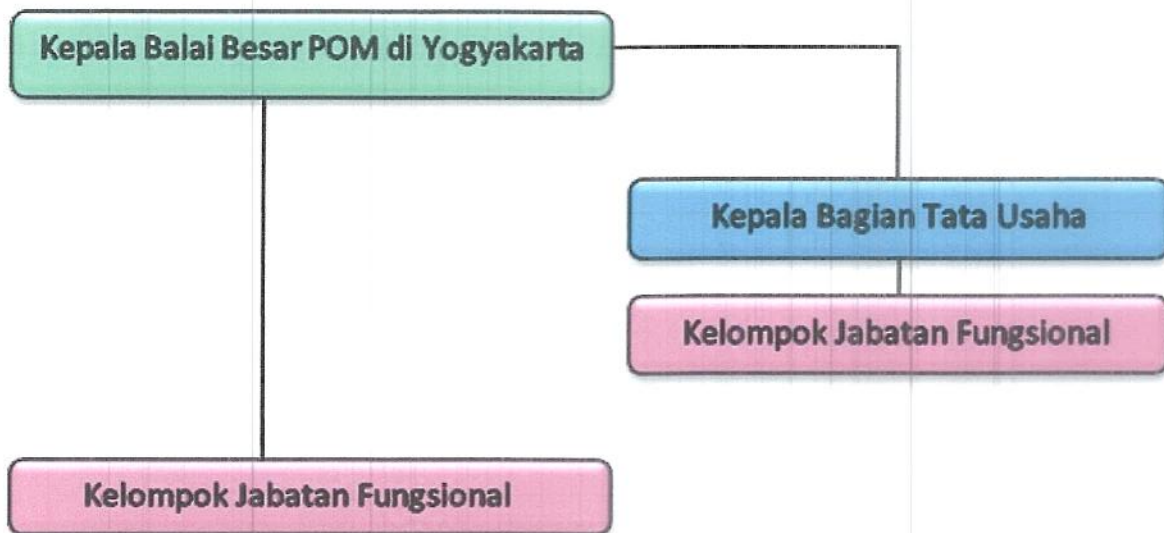 Kepala Balai Besar POM di Yogyakarta
Kepala Bagian Tata Usaha
Kelompok Jabatan Fungsional
Kelompok Jabatan Fungsional